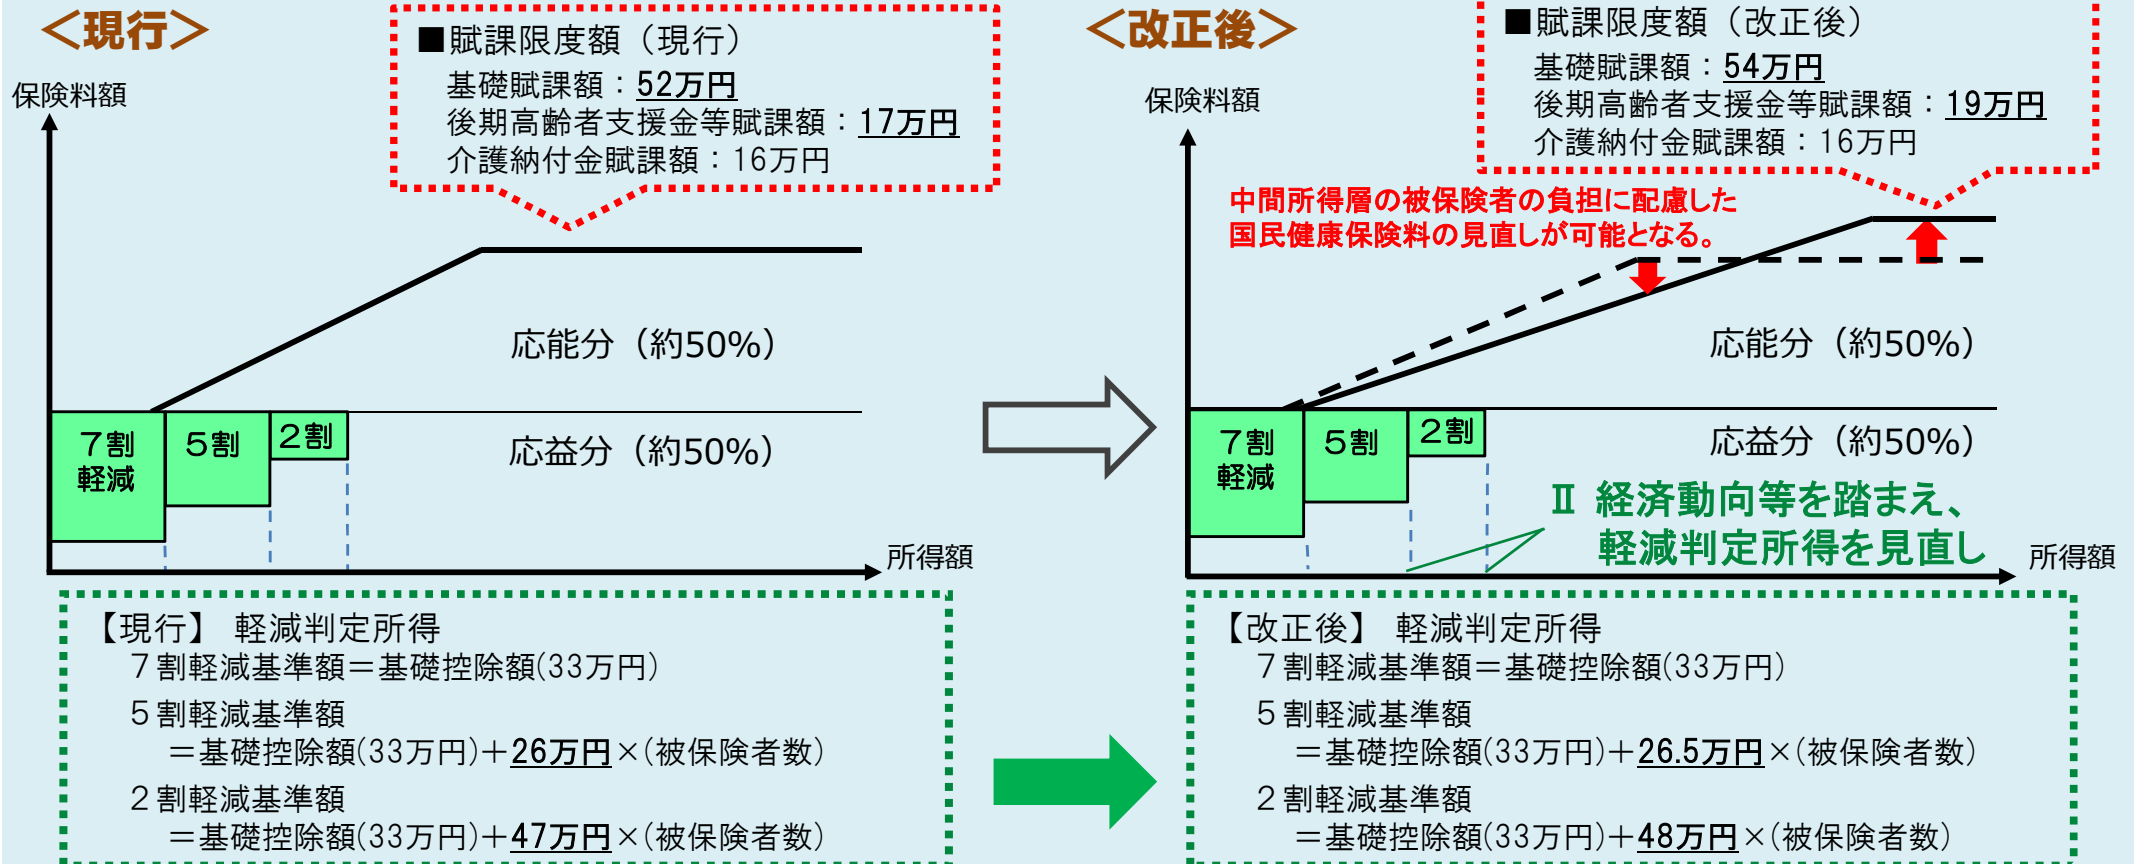 ＜現行＞
■賦課限度額（現行）
基礎賦課額：52万円
後期高齢者支援金等賦課額：17万円
介護納付金賦課額：16万円
保険料額
応能分（約50%）
7割
軽減
5割
2割
応益分（約50%）
所得額
【現行】 軽減判定所得
７割軽減基準額＝基礎控除額(33万円)
５割軽減基準額
＝基礎控除額(33万円)＋26万円×(被保険者数)
２割軽減基準額
＝基礎控除額(33万円)＋47万円×(被保険者数)
＜改正後＞
■賦課限度額（改正後）
基礎賦課額：54万円
後期高齢者支援金等賦課額：19万円
介護納付金賦課額：16万円
保険料額
中間所得層の被保険者の負担に配慮した
国民健康保険料の見直しが可能となる。
応能分（約50%）
7割
軽減
5割
2割
応益分（約50%）
Ⅱ 経済動向等を踏まえ、
軽減判定所得を見直し
所得額
【改正後】 軽減判定所得
７割軽減基準額＝基礎控除額(33万円)
５割軽減基準額
＝基礎控除額(33万円)＋26.5万円×(被保険者数)
２割軽減基準額
＝基礎控除額(33万円)＋48万円×(被保険者数)